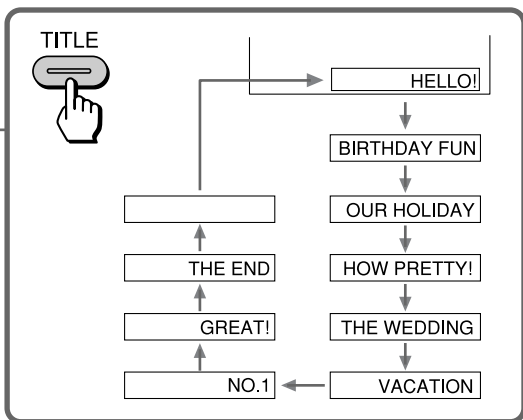 TITLE
HELLO!
BIRTHDAY FUN
OUR HOLIDAY
HOW PRETTY!
THE WEDDING
VACATION
NO.1
GREAT!
THE END